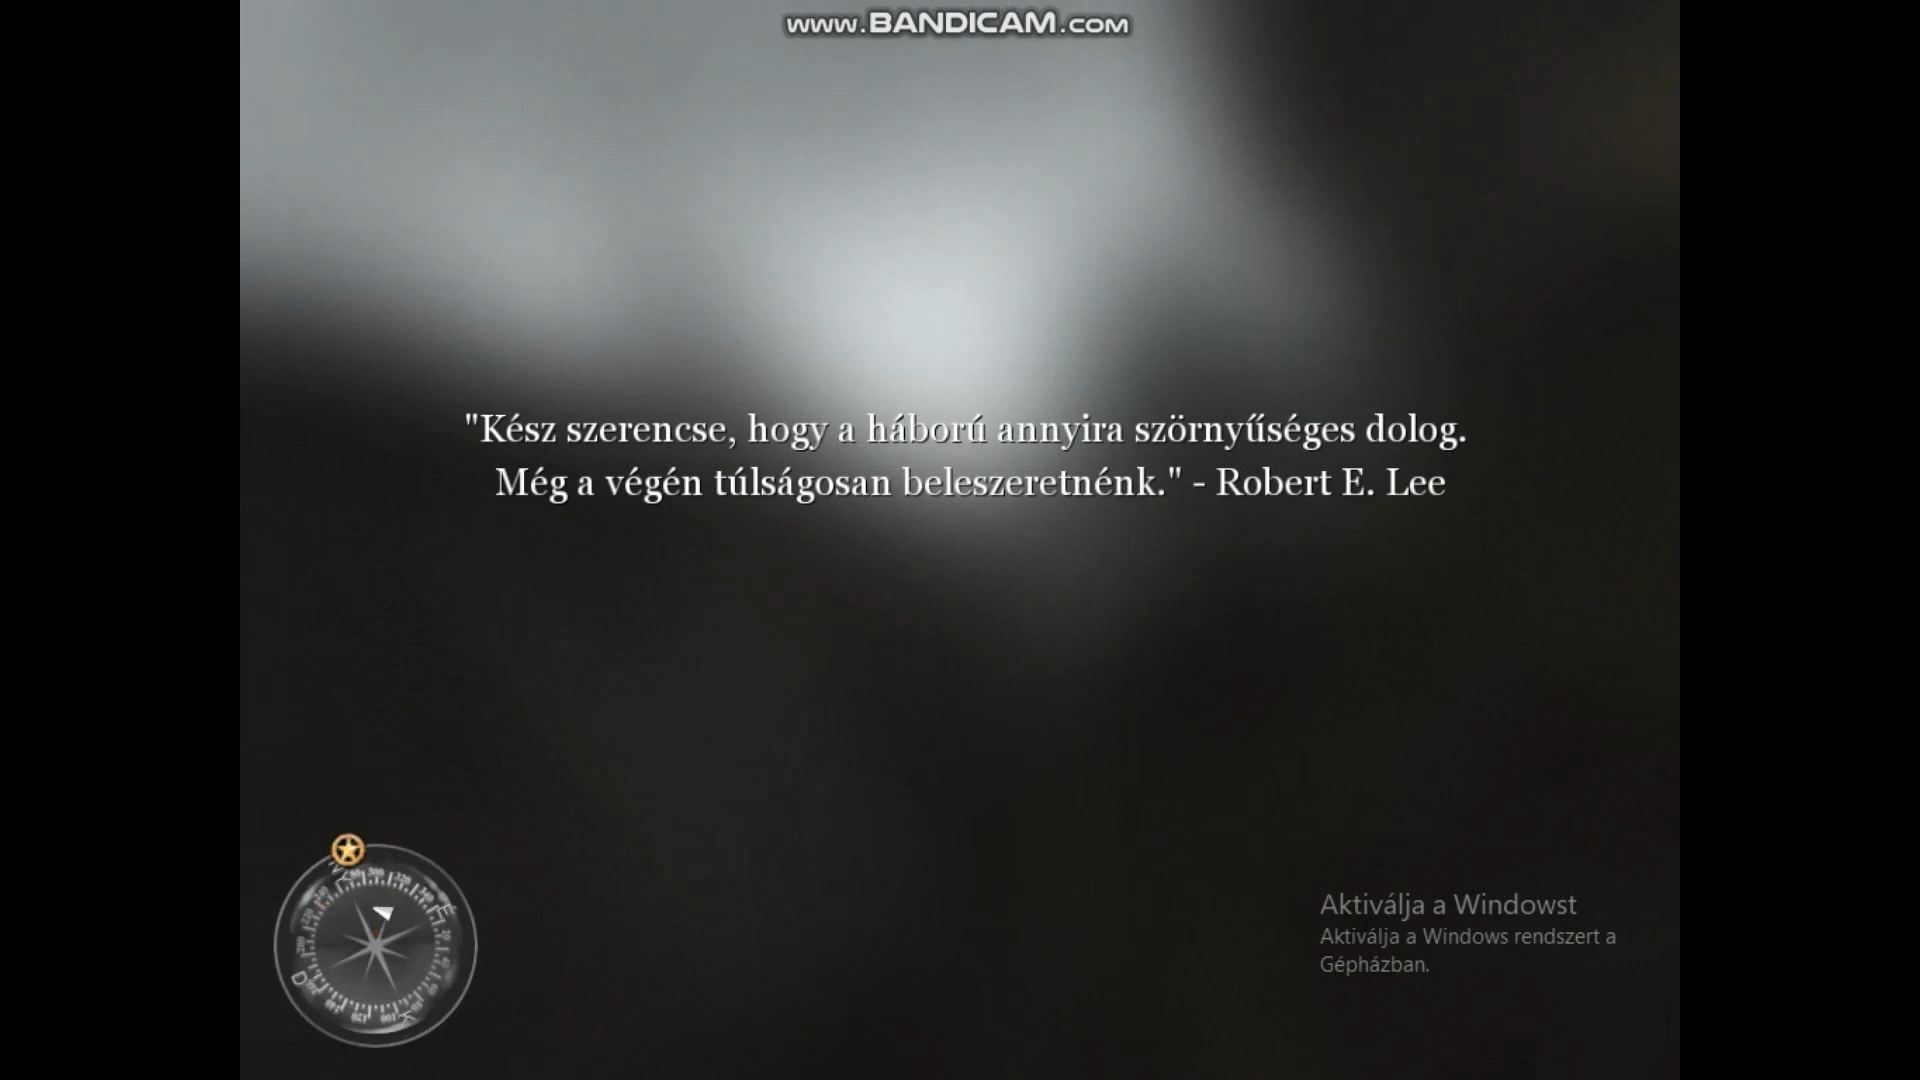 www.BANDICAM.com
"Kész szerencse, hogy a háború annyira szörnyűséges dolog.
Még a végén túlságosan beleszeretnénk." - Robert E. Lee
Aktiválja a Windowst
Aktiválja a Windows rendszert a
Gépházban.